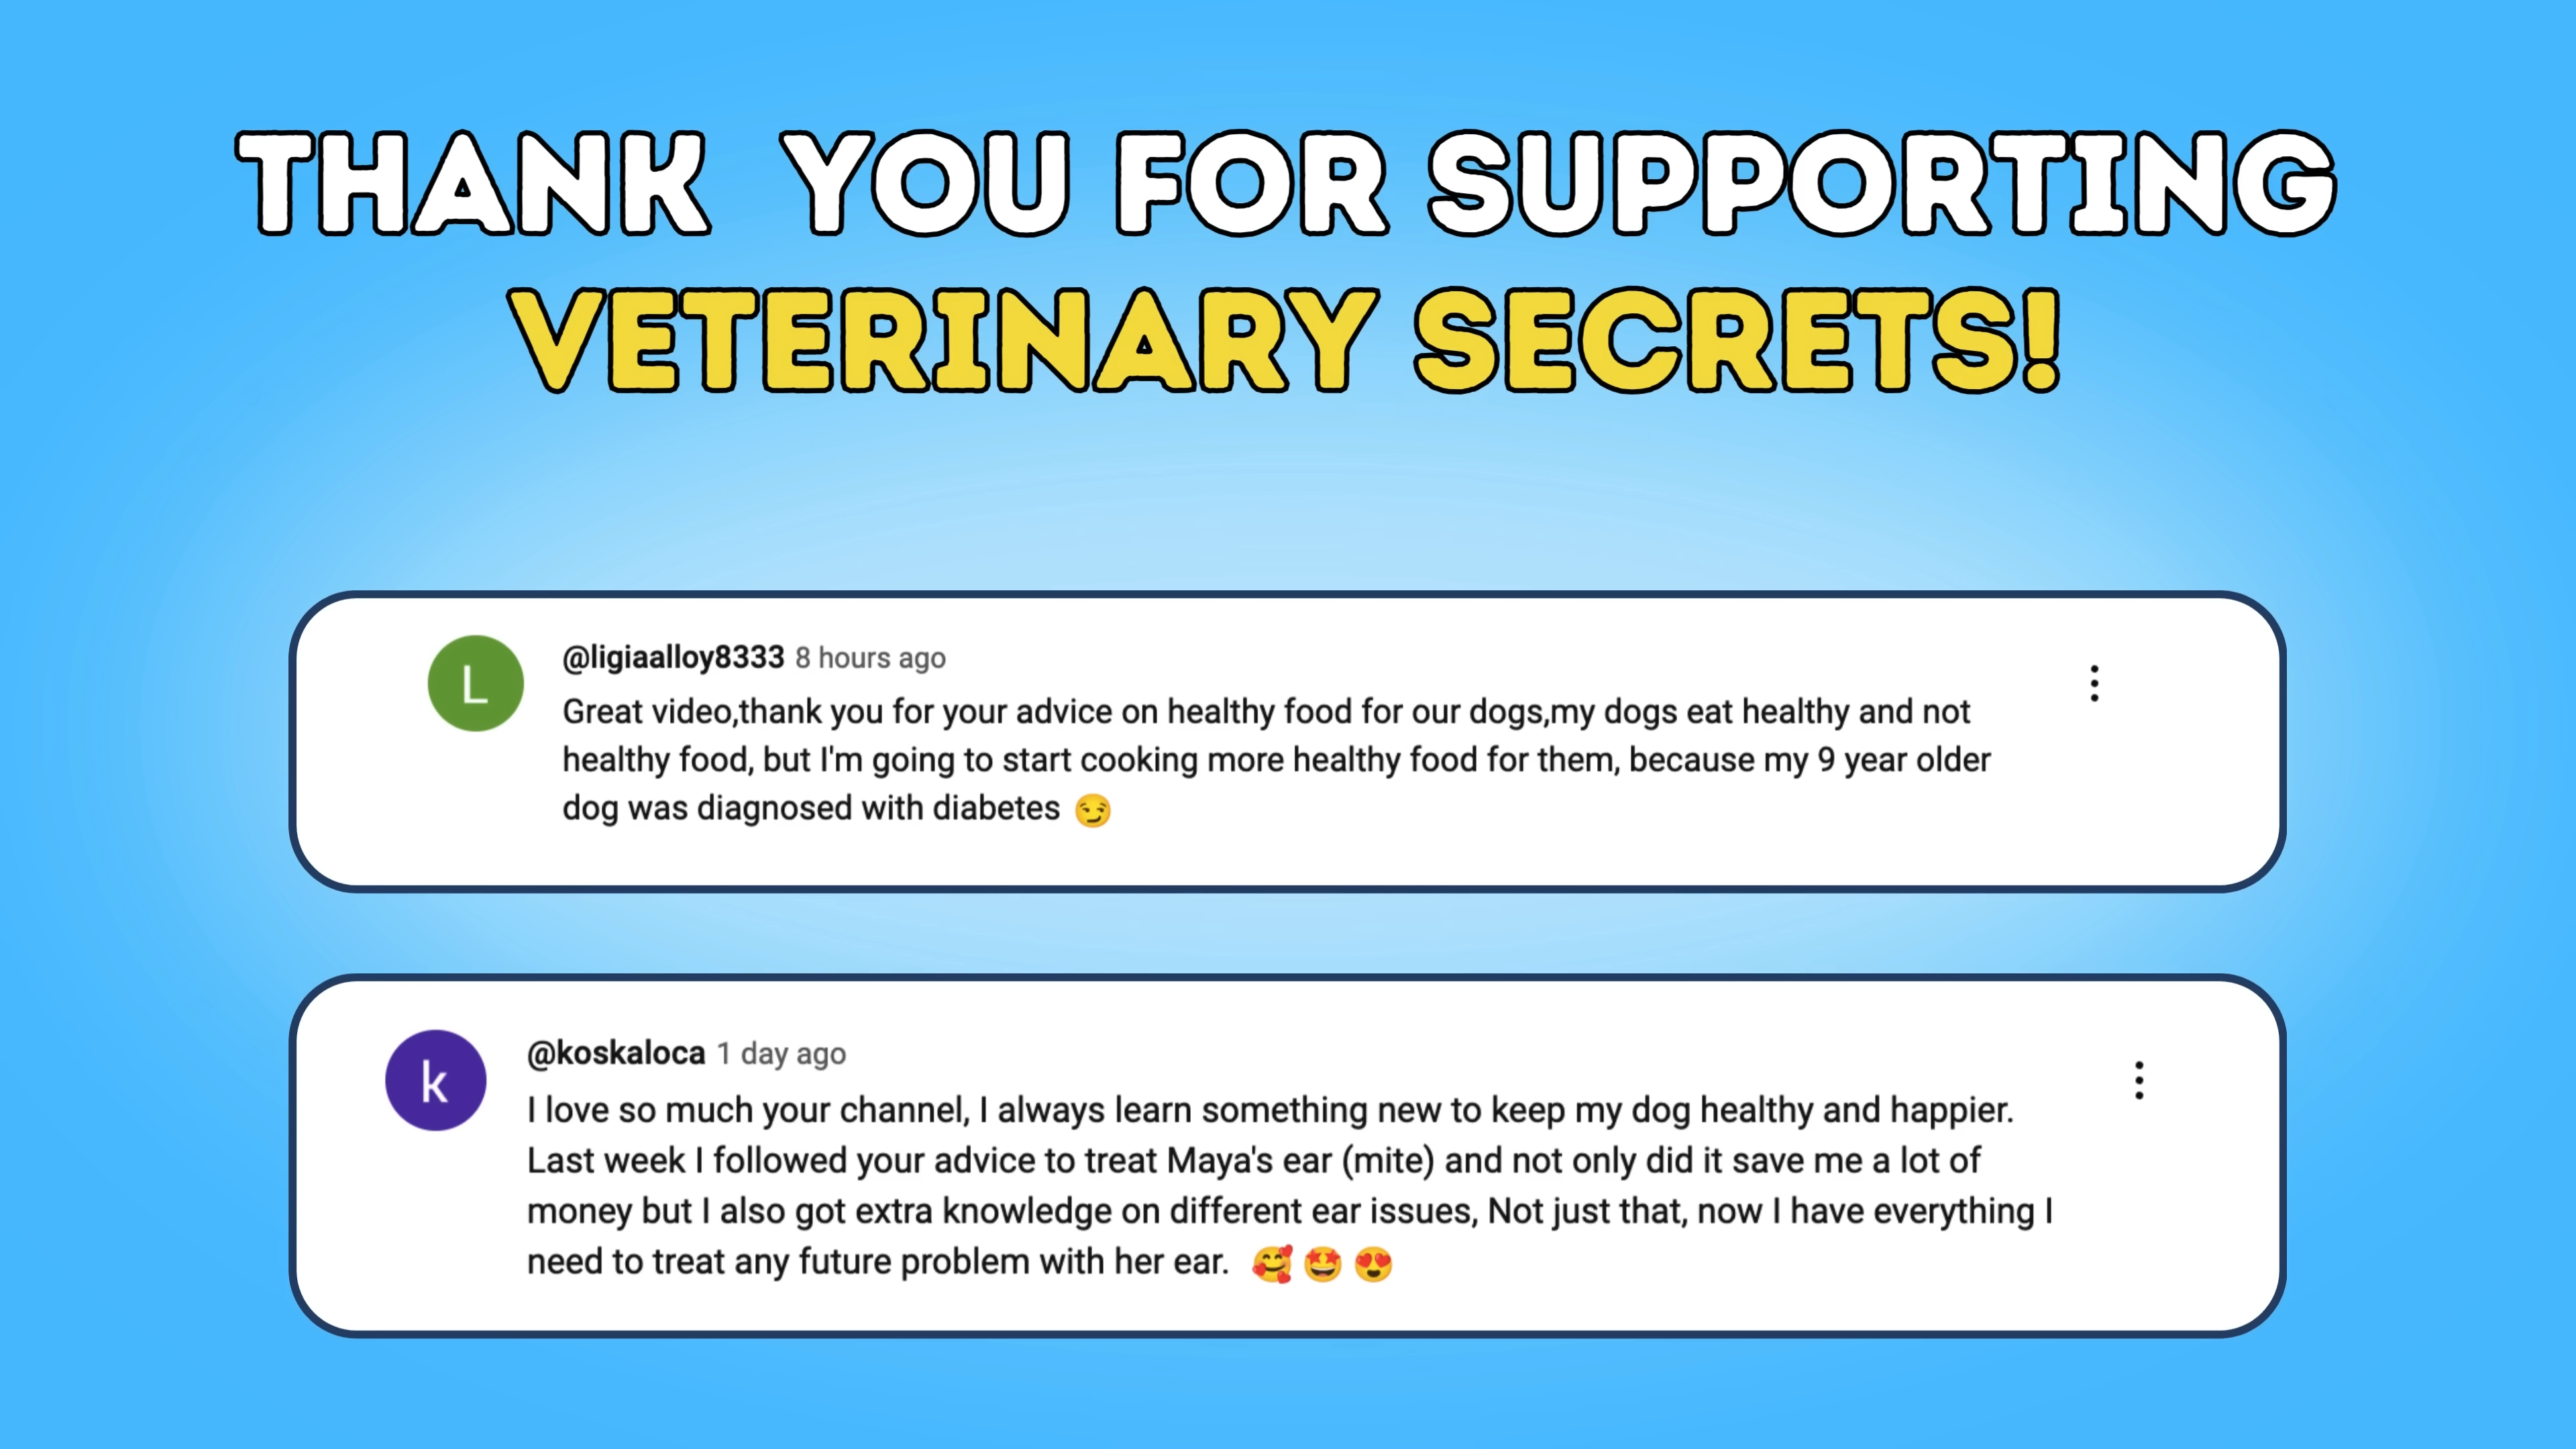 THANK  YOU FOR SUPPORTING
VETERINARY SECRETS!
L
@ligiaalloy8333 8 hours ago
Great video,thank you for your advice on healthy food for our dogs,my dogs eat healthy and not
healthy food, but I'm going to start cooking more healthy food for them, because my 9 year older
dog was diagnosed with diabetes 😏
k
@koskaloca 1 day ago
I love so much your channel, I always learn something new to keep my dog healthy and happier.
Last week I followed your advice to treat Maya's ear (mite) and not only did it save me a lot of
money but I also got extra knowledge on different ear issues, Not just that, now I have everything I
need to treat any future problem with her ear. 🥰🤩😍